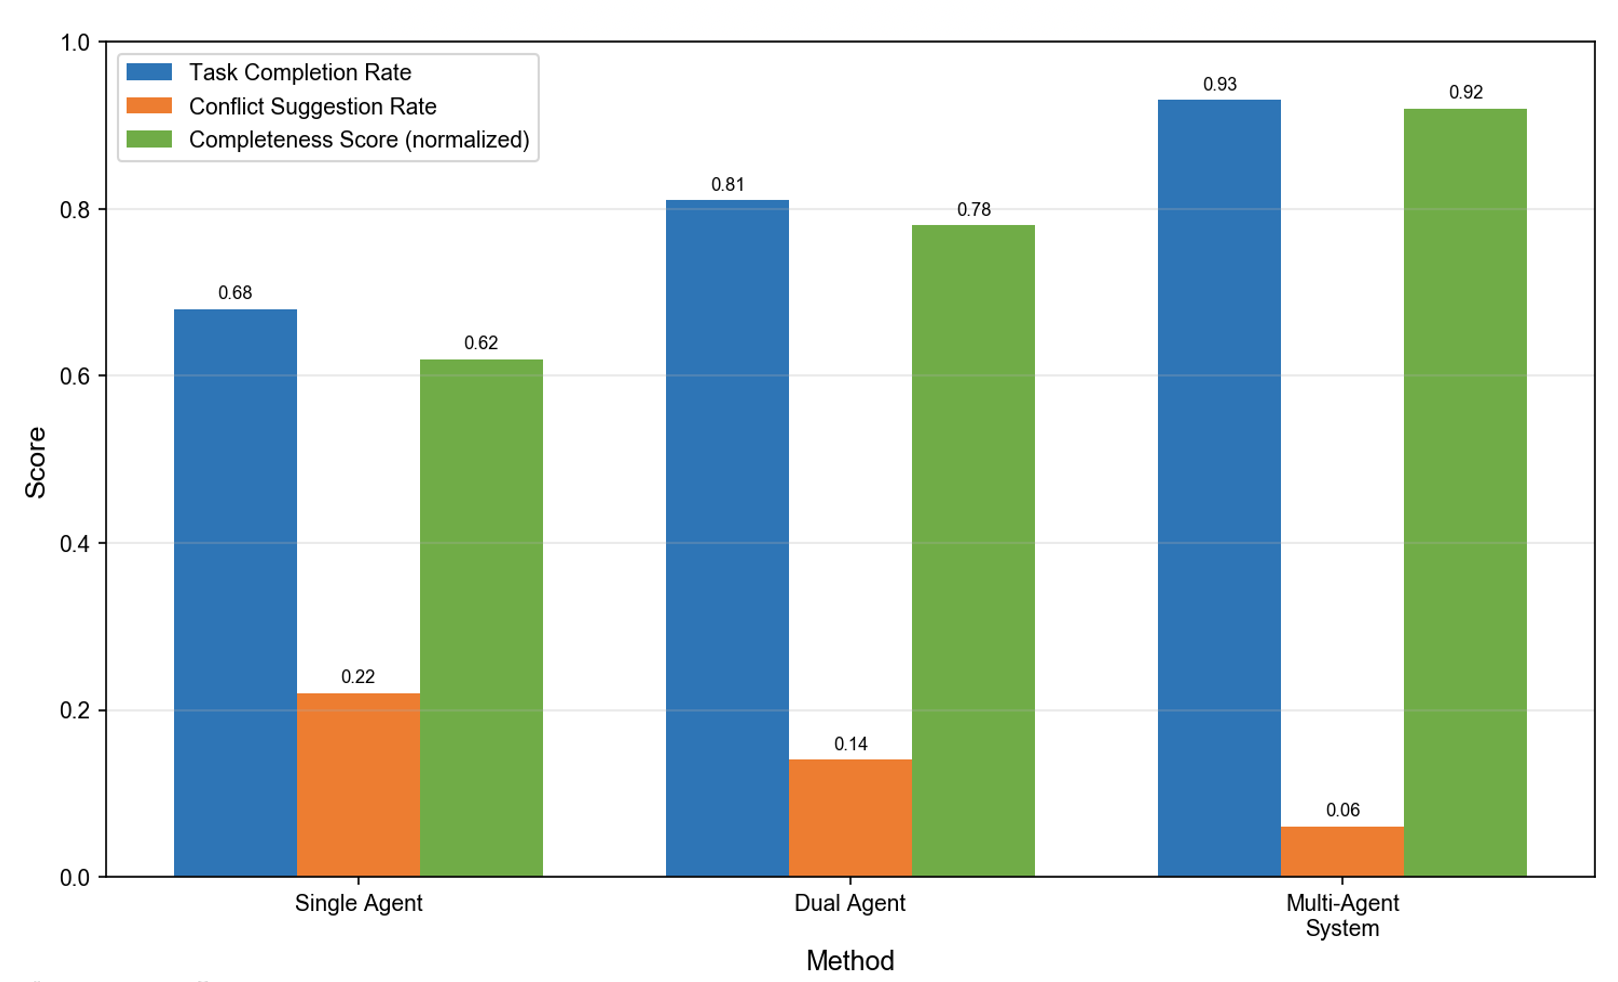 1.0
0.8
0.6
0.4
0.2
0.0
Score
Task Completion Rate
Conflict Suggestion Rate
Completeness Score (normalized)
0.68
0.22
0.62
0.81
0.14
0.78
0.93
0.06
0.92
Single Agent
Dual Agent
Multi-Agent
System
Method